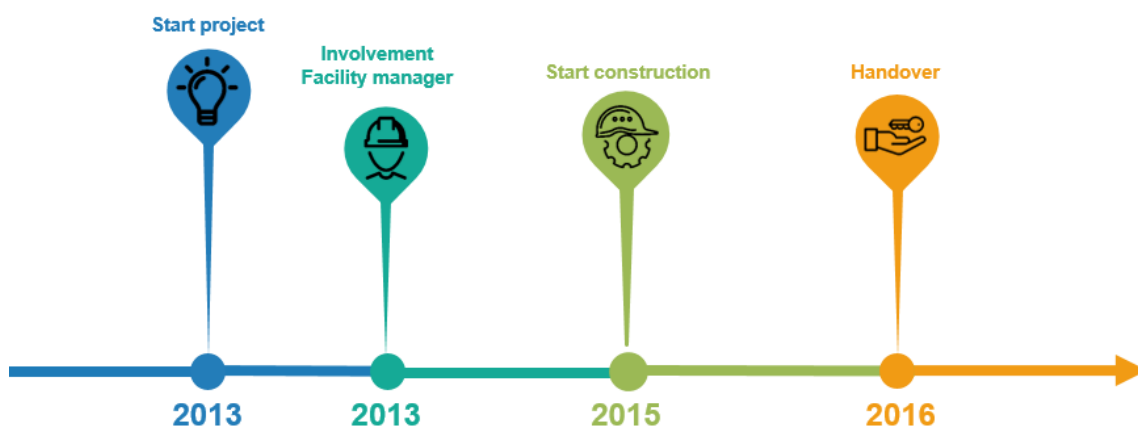 Start project
Involvement
Facility manager
Start construction
Handover
2013
2013
2015
2016